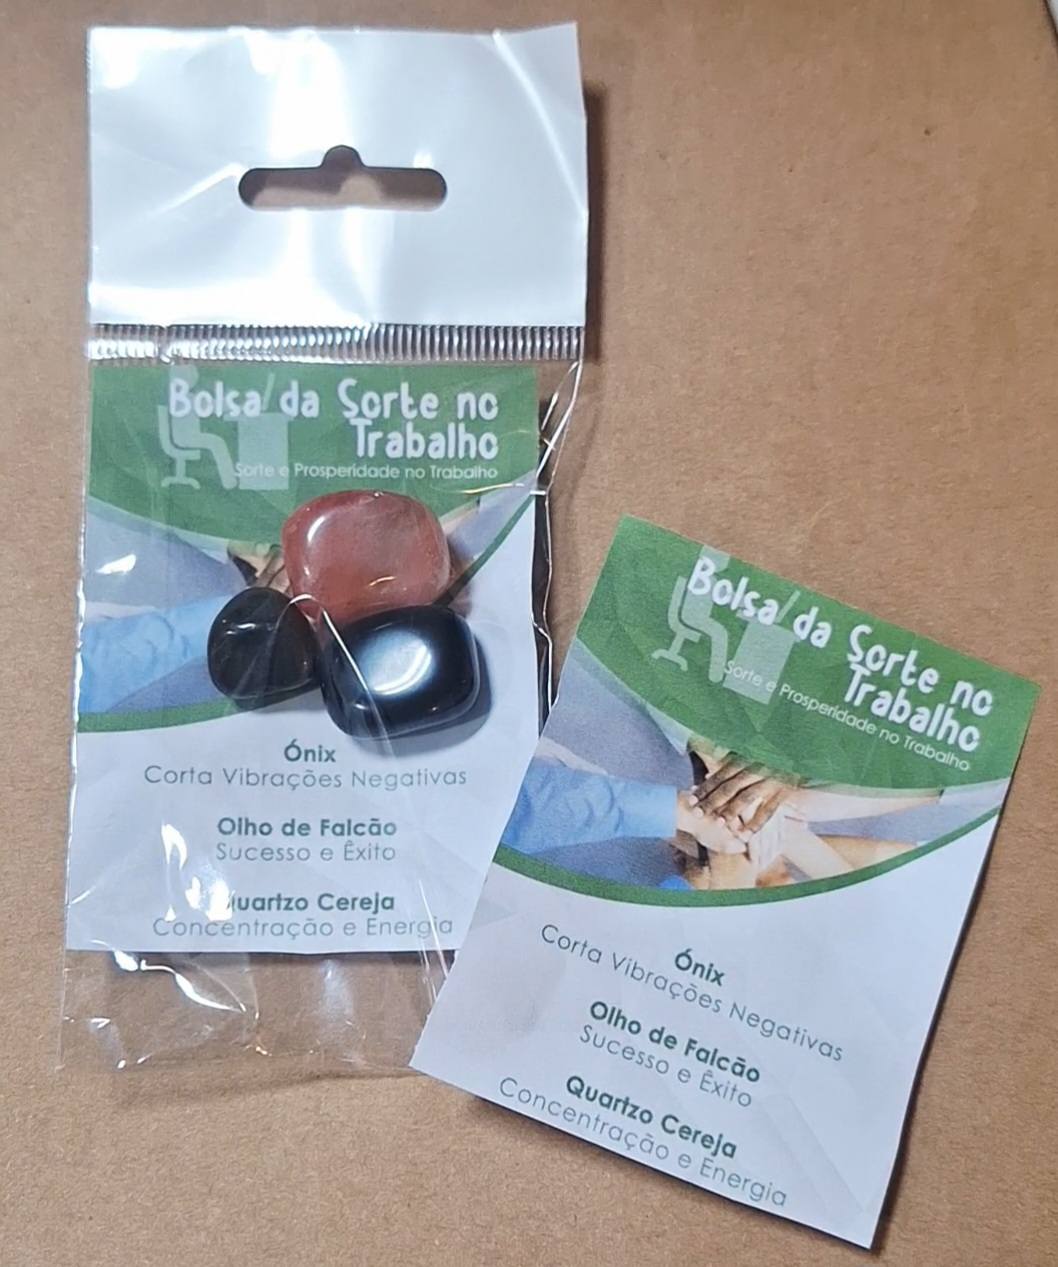 Bolsa da Sorte no
Trabalho
Sorte e Prosperidade no Trabalho
Ónix
Corta Vibrações Negativas
Olho de Falcão
Sucesso e Êxito
Quartzo Cereja
Concentração e Energia
Bolsa da Sorte no
Trabalho
Sorte e Prosperidade no Trabalho
Ónix
Corta Vibrações Negativas
Olho de Falcão
Sucesso e Êxito
Quartzo Cereja
Concentração e Energia